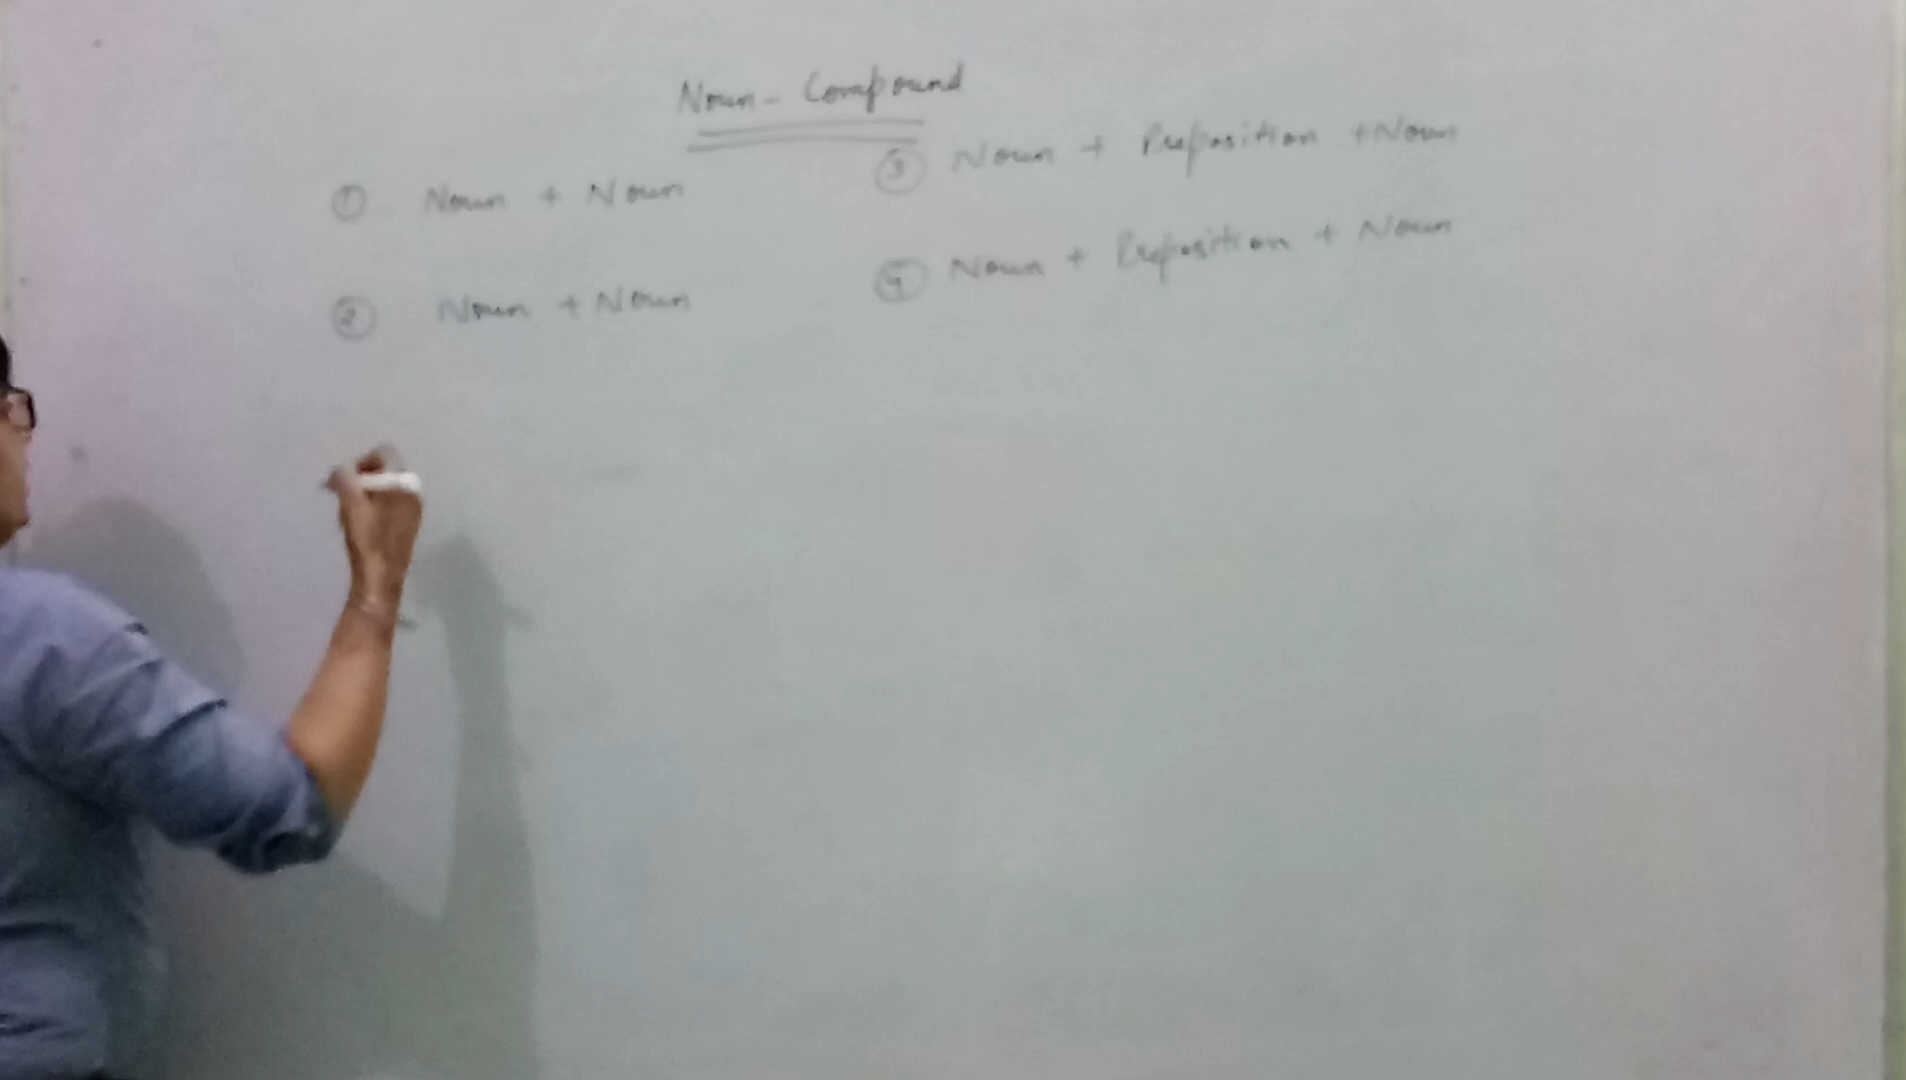 Noun - Compound
① Noun + Noun
② Noun + Noun
③ Noun + Preposition + Noun
④ Noun + Preposition + Noun